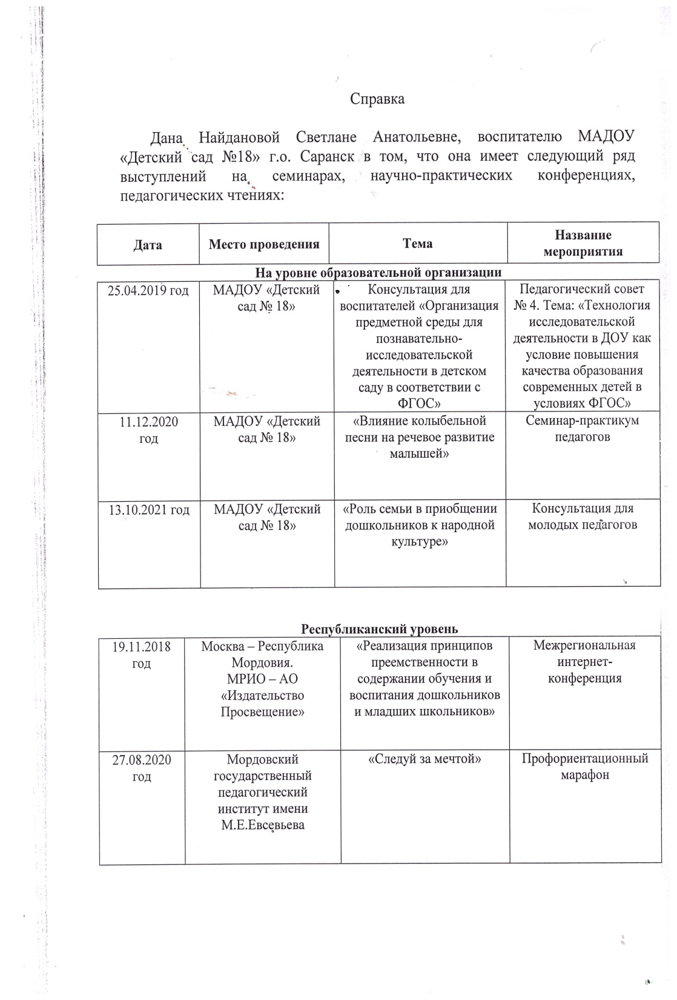 Справка
Дана Найдановой Светлане Анатольевне, воспитателю МАДОУ
«Детский сад №18» г.о. Саранск в том, что она имеет следующий ряд
выступлений на семинарах, научно-практических конференциях,
педагогических чтениях:
Дата
Место проведения
Тема
Название
мероприятия
На уровне образовательной организации
25.04.2019 год
МАДОУ «Детский
сад № 18»
Консультация для
воспитателей «Организация
предметной среды для
познавательно-
исследовательской
деятельности в детском
саду в соответствии с
ФГОС»
Педагогический совет
№ 4. Тема: «Технология
исследовательской
деятельности в ДОУ как
условие повышения
качества образования
современных детей в
условиях ФГОС»
11.12.2020
год
МАДОУ «Детский
сад № 18»
«Влияние колыбельной
песни на речевое развитие
малышей»
Семинар-практикум
педагогов
13.10.2021 год
МАДОУ «Детский
сад № 18»
«Роль семьи в приобщении
дошкольников к народной
культуре»
Консультация для
молодых педагогов
Республиканский уровень
19.11.2018
год
Москва – Республика
Мордовия.
МРИО – АО
«Издательство
Просвещение»
«Реализация принципов
преемственности в
содержании обучения и
воспитания дошкольников
и младших школьников»
Межрегиональная
интернет-
конференция
27.08.2020
год
Мордовский
государственный
педагогический
институт имени
М.Е.Евсевьева
«Следуй за мечтой»
Профориентационный
марафон